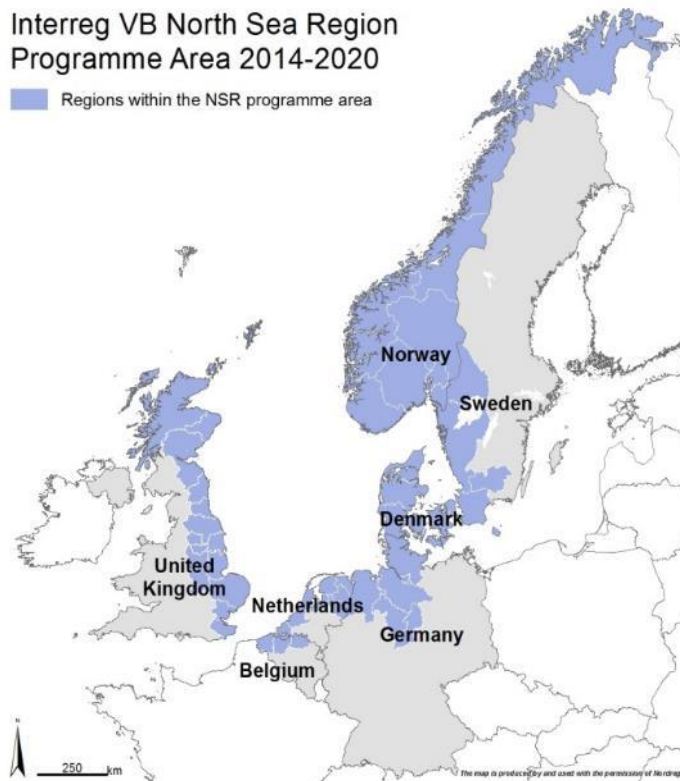 Interreg VB North Sea Region
Programme Area 2014-2020
Regions within the NSR programme area
Norway
Sweden
Denmark
United
Kingdom
Netherlands
Germany
Belgium
N
250 km
The map is produced by and used with the permission of Nordreg